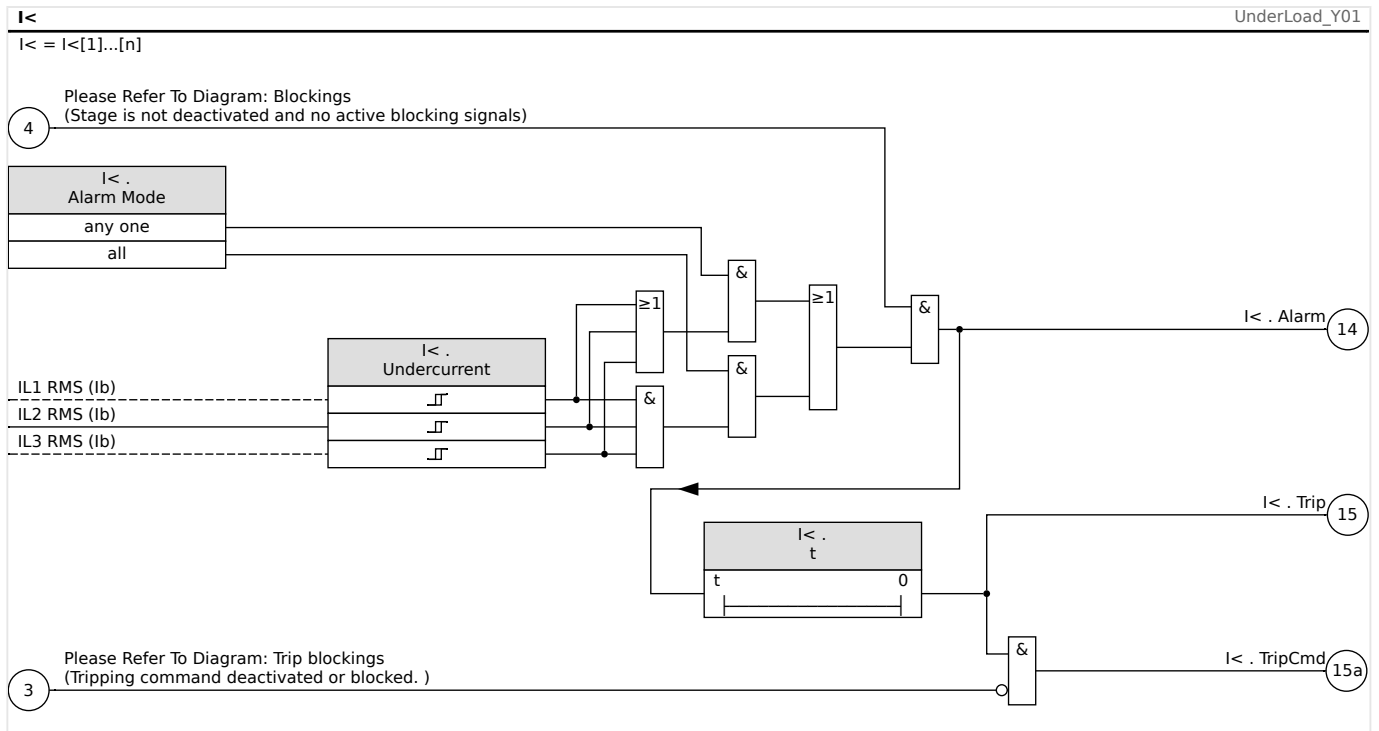 I<
UnderLoad_Y01
I< = I<[1]...[n]
Please Refer To Diagram: Blockings
(Stage is not deactivated and no active blocking signals)
4
I< .
Alarm Mode
any one
all
&
≥1
≥1
&
I< . Alarm
14
I< .
Undercurrent
&
&
IL1 RMS (Ib)
IL2 RMS (Ib)
IL3 RMS (Ib)
I< . Trip
15
I< .
t
t
0
Please Refer To Diagram: Trip blockings
(Tripping command deactivated or blocked. )
3
&
I< . TripCmd
15a